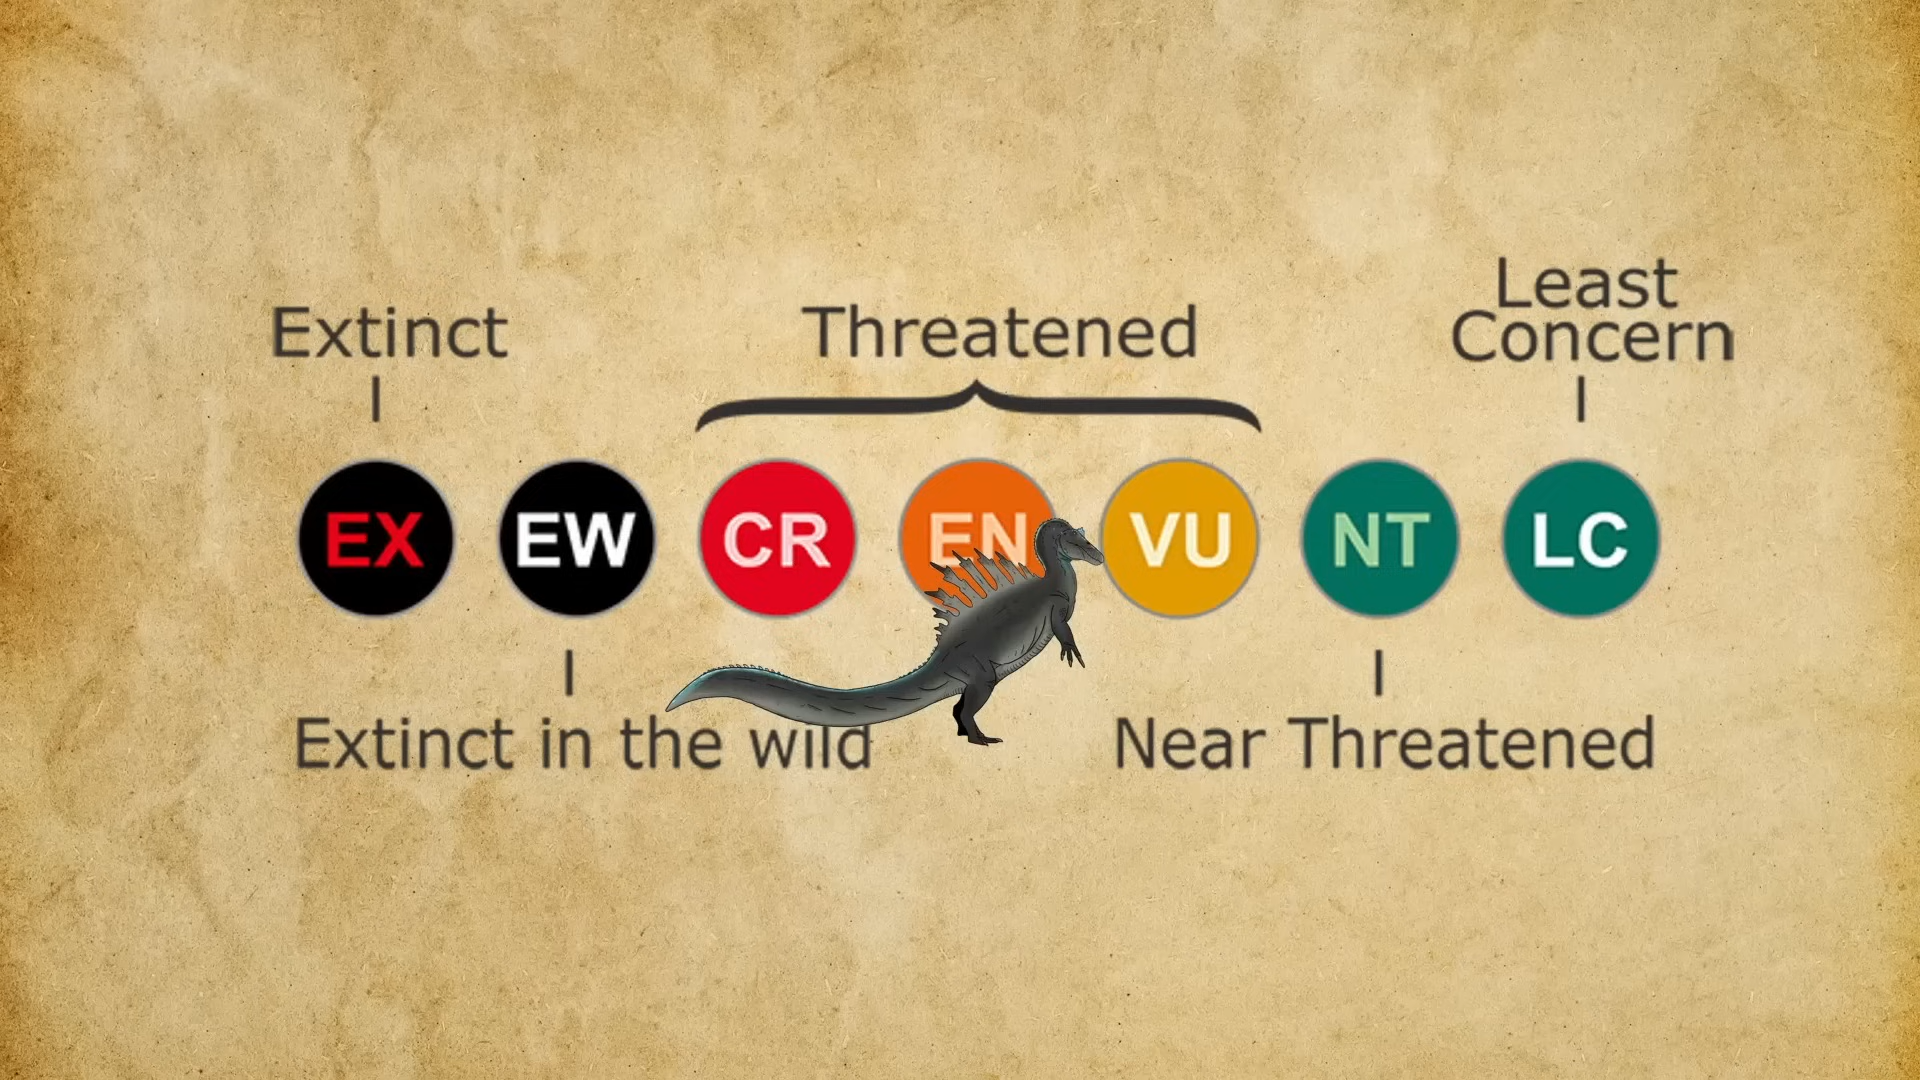 Least
Extinct Threatened Concern
EX EW CR EN VU NT LC
Extinct in the wild Near Threatened